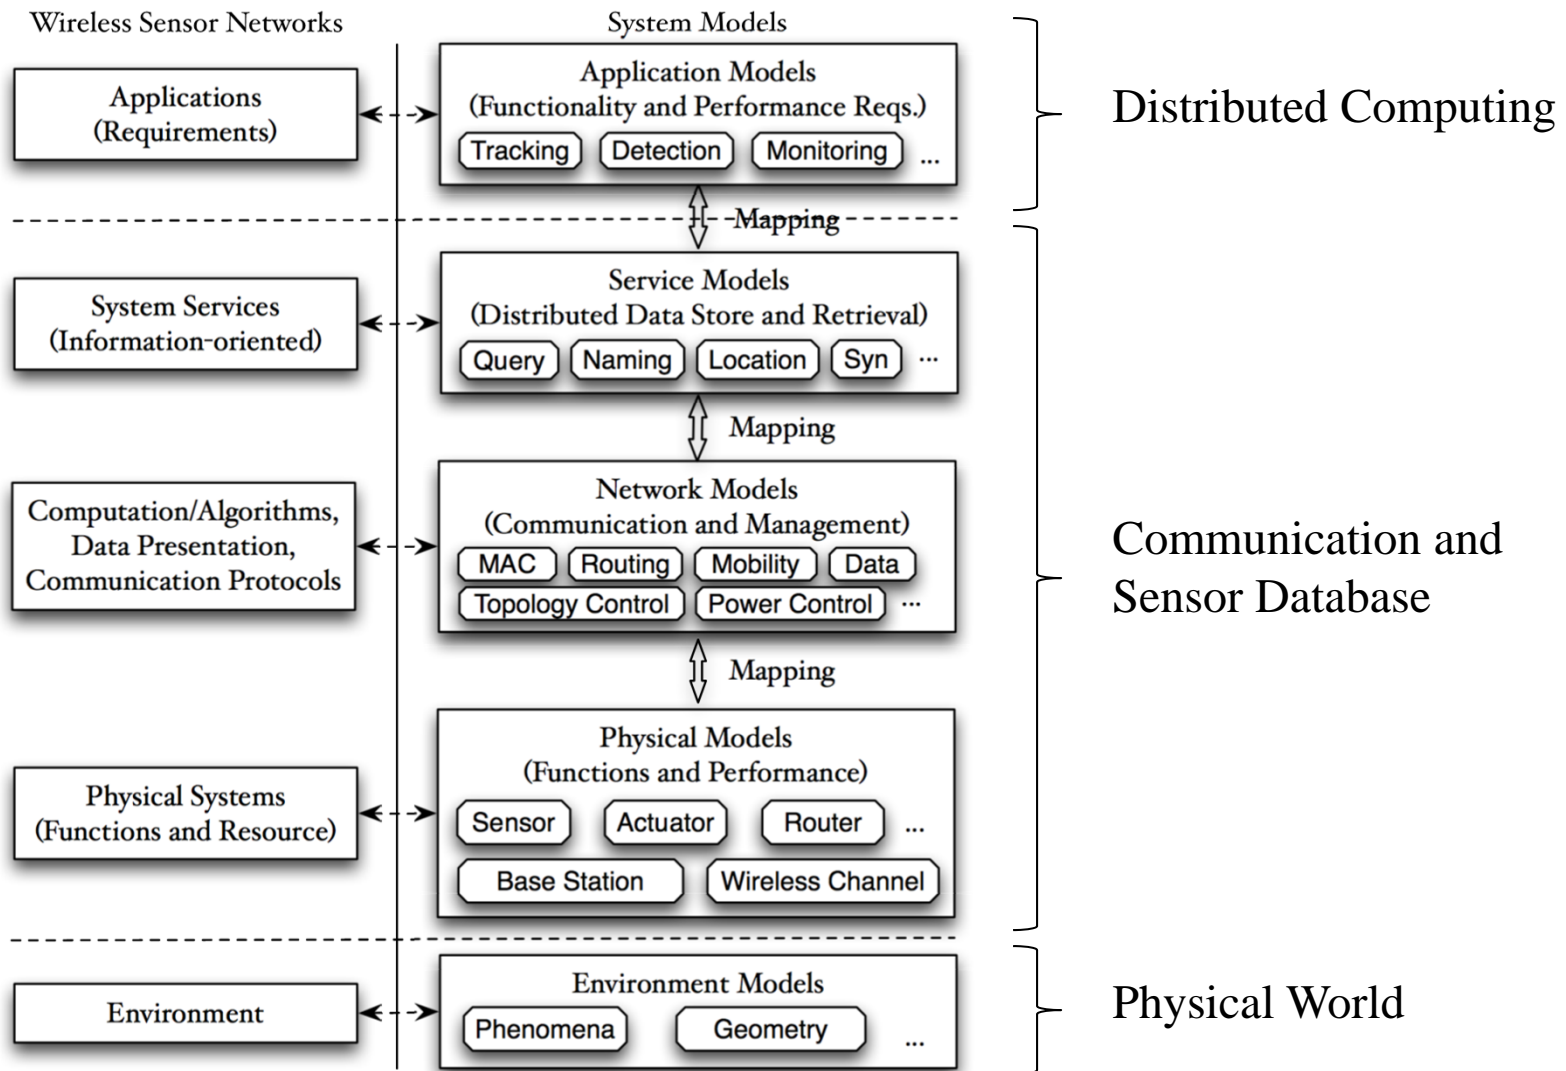 Wireless Sensor Networks
System Models
Applications
(Requirements)
Application Models
(Functionality and Performance Reqs.)
Tracking Detection Monitoring ...
Distributed Computing
Mapping
System Services
(Information-oriented)
Service Models
(Distributed Data Store and Retrieval)
Query Naming Location Syn ...
Mapping
Computation/Algorithms,
Data Presentation,
Communication Protocols
Network Models
(Communication and Management)
MAC Routing Mobility Data
Topology Control Power Control ...
Communication and
Sensor Database
Mapping
Physical Systems
(Functions and Resource)
Physical Models
(Functions and Performance)
Sensor Actuator Router ...
Base Station Wireless Channel
Environment
Environment Models
Phenomena Geometry ...
Physical World